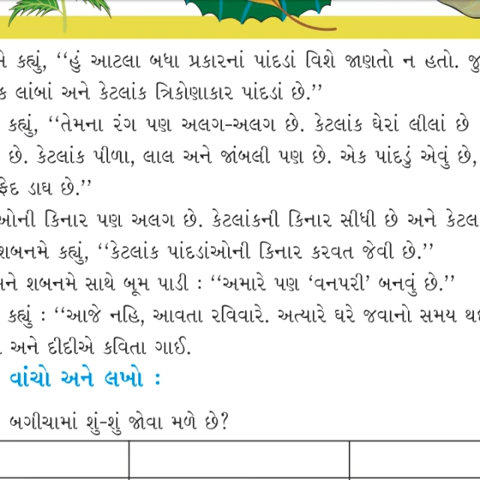 કહ્યું, ‘‘હું આટલા બધા પ્રકારનાં પાંદડાં વિશે જાણતો ન હતો.
લાંબાં અને કેટલાંક ત્રિકોણાકાર પાંદડાં છે.’’
કહ્યું, ‘‘તેમના રંગ પણ અલગ-અલગ છે. કેટલાંક ઘેરાં લીલાં છે
છે. કેટલાંક પીળા, લાલ અને જાંબલી પણ છે. એક પાંદડું એવું છે,
ડાઘ છે.’’
કિનાર પણ અલગ છે. કેટલાંકની કિનાર સીધી છે અને
શબનમે કહ્યું, ‘‘કેટલાંક પાંદડાંઓની કિનાર કરવત જેવી છે.’’
અને શબનમે સાથે બૂમ પાડી : ‘‘અમારે પણ ‘વનપરી’ બનવું છે.’’
કહ્યું : ‘‘આજે નહિ, આવતા રવિવારે. અત્યારે ઘરે જવાનો સમય
અને દીદીએ કવિતા ગાઈ.
વાંચો અને લખો :
બગીચામાં શું-શું જોવા મળે છે?